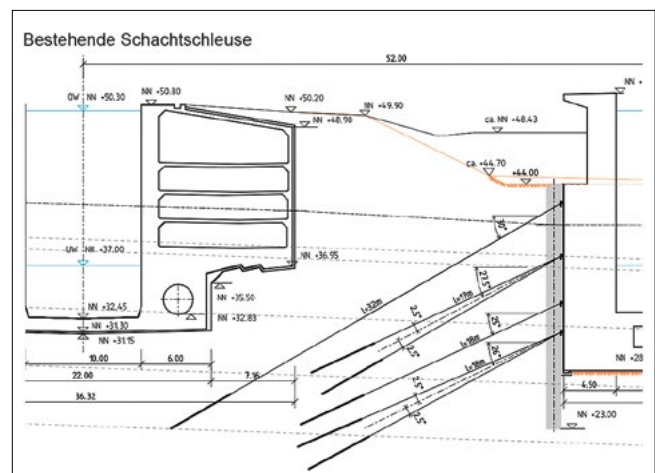 Bestehende Schachtschleuse
52.00
OW NN +50.30
NN +50.80
NN +50.20
NN +49.90
NN +48.90
ca. NN +48.43
ca. +44.70
+44.00
30°
UW NN +37.00
NN +36.95
27.5°
NN +35.50
NN +32.83
NN +32.45
NN +31.30
NN +31.15
l=32m
l=19m
2.5°
2.5°
25°
l=18m
26°
l=18m
2.5°
2.5°
10.00
6.00
22.00
36.32
4.50
NN +23.00